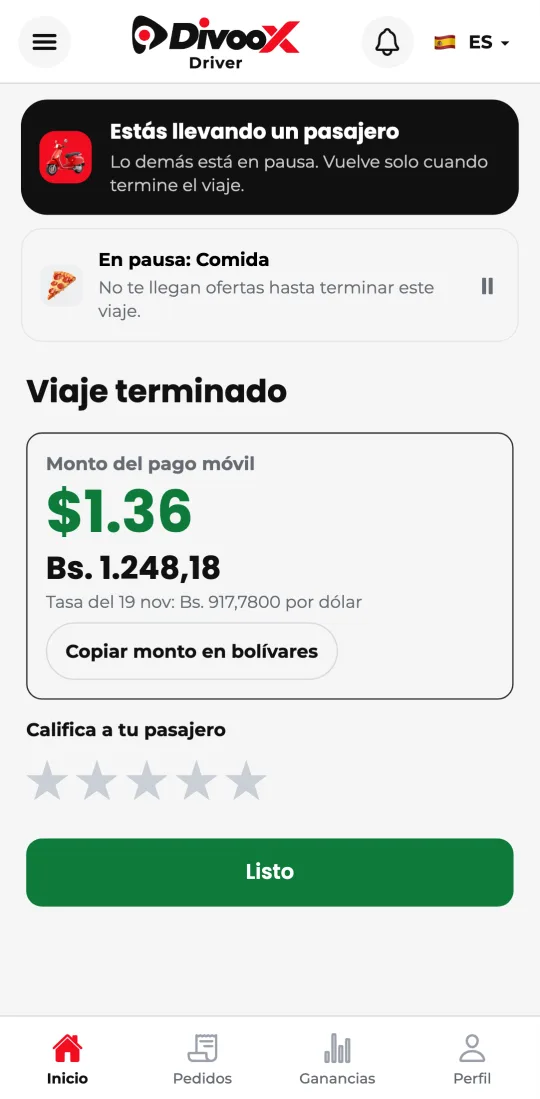 DivooX
Driver
ES
Estás llevando un pasajero
Lo demás está en pausa. Vuelve solo cuando
termine el viaje.
En pausa: Comida
No te llegan ofertas hasta terminar este
viaje.
Viaje terminado
Monto del pago móvil
$1.36
Bs. 1.248,18
Tasa del 19 nov: Bs. 917,7800 por dólar
Copiar monto en bolívares
Califica a tu pasajero
Listo
Inicio
Pedidos
Ganancias
Perfil